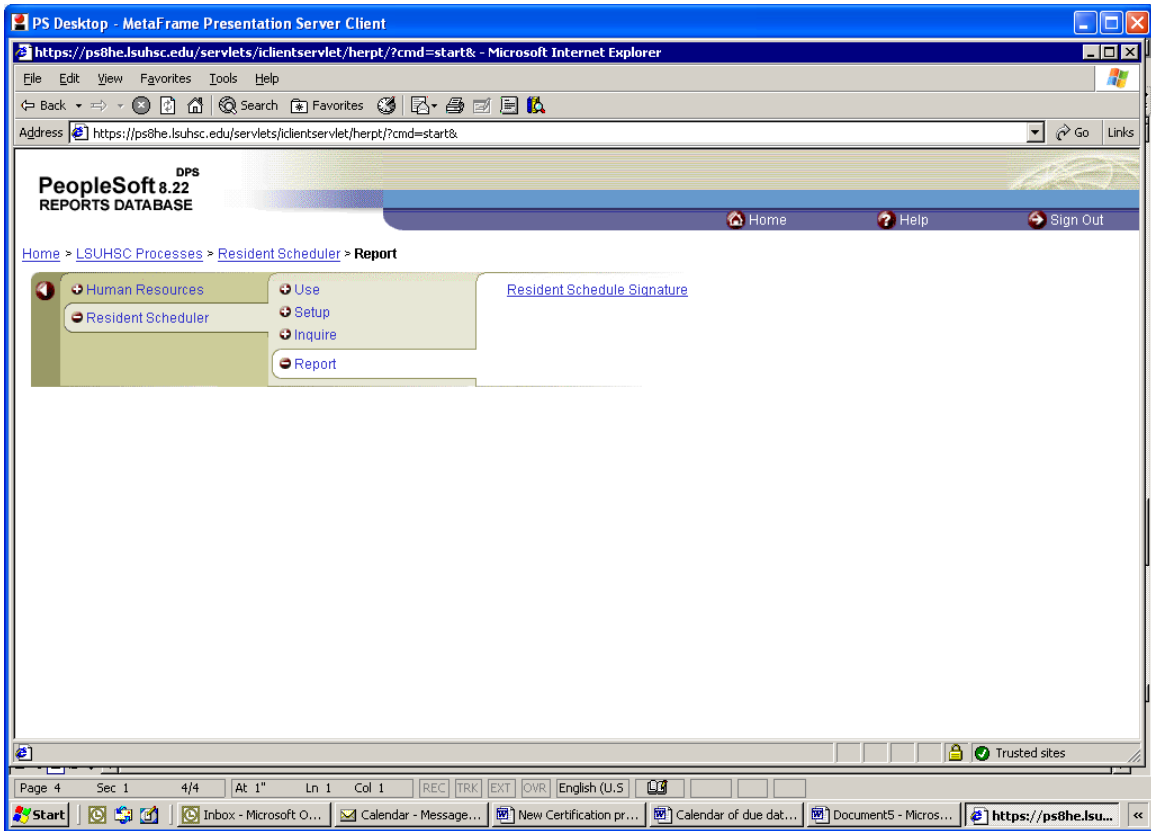 PS Desktop - MetaFrame Presentation Server Client
https://ps8he.lsuhsc.edu/servlets/iclientservlet/herpt/?cmd=start& - Microsoft Internet Explorer
File Edit View Favorites Tools Help
Back Search Favorites
Address https://ps8he.lsuhsc.edu/servlets/iclientservlet/herpt/?cmd=start& Go Links
DPS
PeopleSoft 8.22
REPORTS DATABASE
Home Help Sign Out
Home > LSUHSC Processes > Resident Scheduler > Report
Human Resources Use Resident Schedule Signature
Resident Scheduler Setup
Inquire
Report
Trusted sites
Page 4 Sec 1 4/4 At 1" Ln 1 Col 1 REC TRK EXT OVR English (U.S
Start Inbox - Microsoft O... Calendar - Message... New Certification pr... Calendar of due dat... Document5 - Micros... https://ps8he.lsu... «